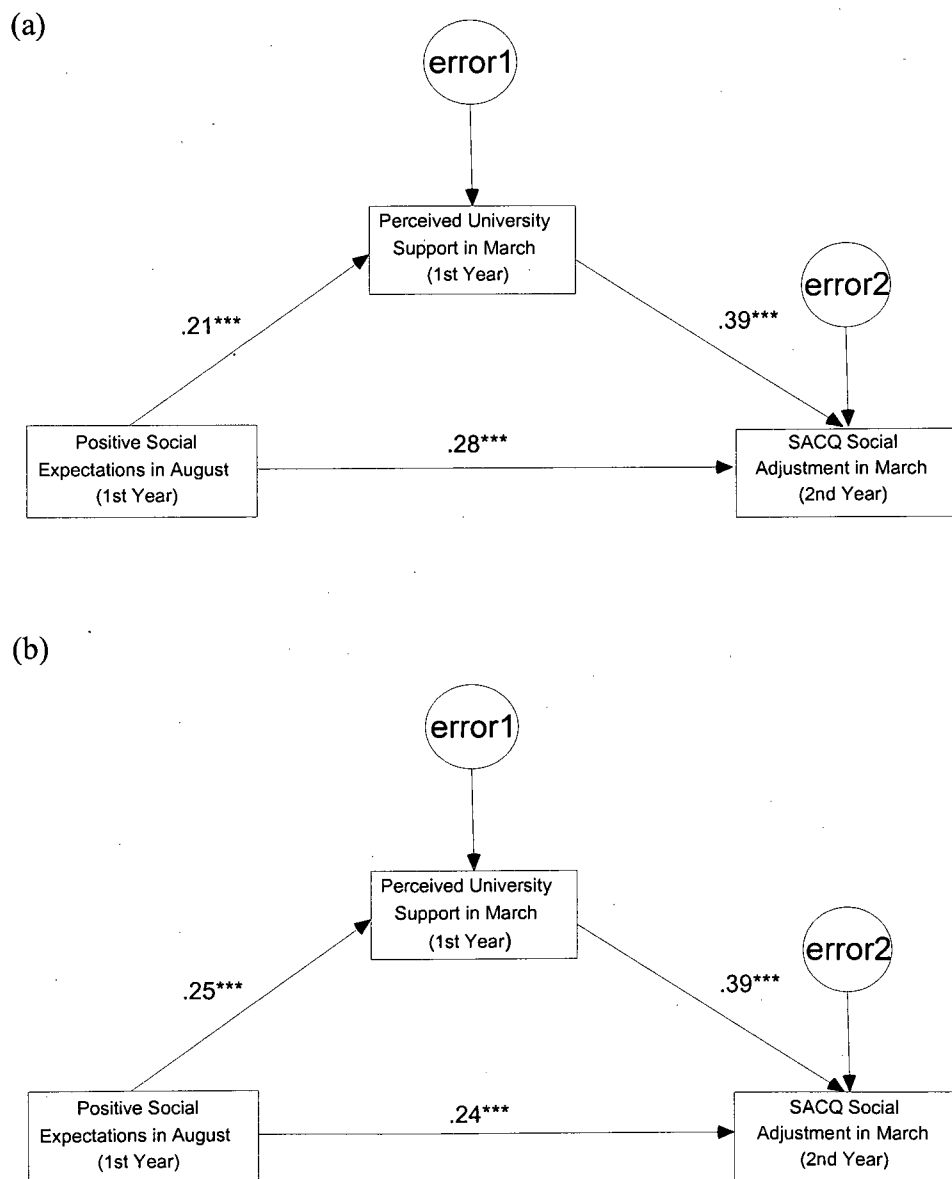 (a)
error1
Perceived University
Support in March
(1st Year)
error2
.21***
.39***
Positive Social
Expectations in August
(1st Year)
.28***
SACQ Social
Adjustment in March
(2nd Year)
(b)
error1
Perceived University
Support in March
(1st Year)
error2
.25***
.39***
Positive Social
Expectations in August
(1st Year)
.24***
SACQ Social
Adjustment in March
(2nd Year)